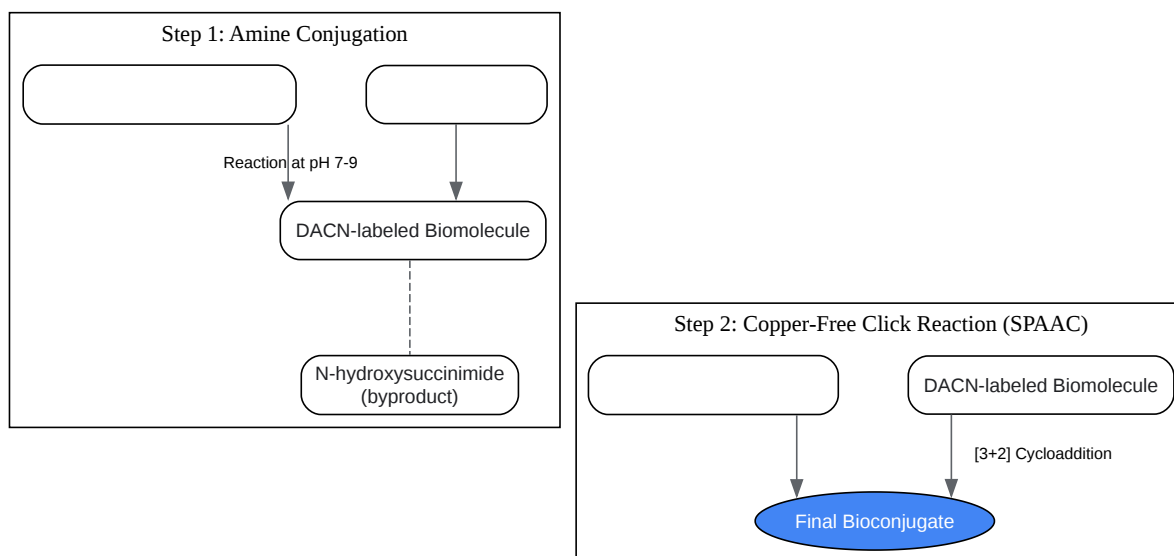 Step 1: Amine Conjugation
Reaction at pH 7-9
DACN-labeled Biomolecule
N-hydroxysuccinimide
(byproduct)
Step 2: Copper-Free Click Reaction (SPAAC)
DACN-labeled Biomolecule
[3+2] Cycloaddition
Final Bioconjugate